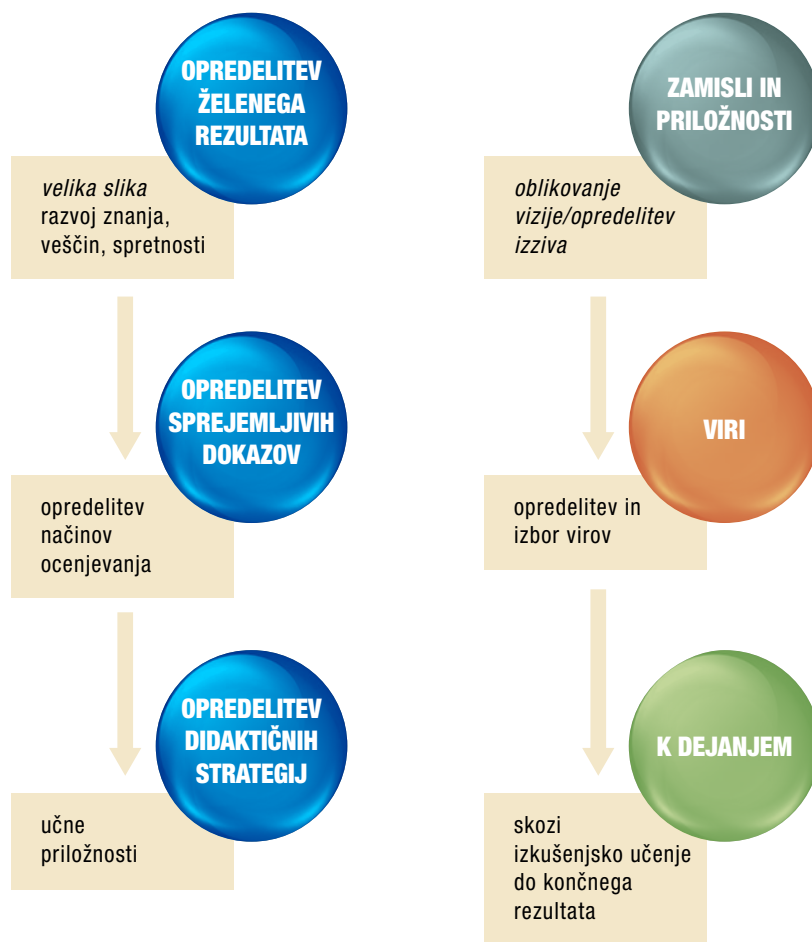 OPREDELITEV
ŽELENEGA
REZULTATA
velika slika
razvoj znanja,
veščin, spretnosti
OPREDELITEV
SPREJEMLJIVIH
DOKAZOV
opredelitev
načinov
ocenjevanja
OPREDELITEV
DIDAKTIČNIH
STRATEGIJ
učne
priložnosti
ZAMISLI IN
PRILOŽNOSTI
oblikovanje
vizije/opredelitev
izziva
VIRI
opredelitev in
izbor virov
K DEJANJEM
skozi
izkušenjsko učenje
do končnega
rezultata